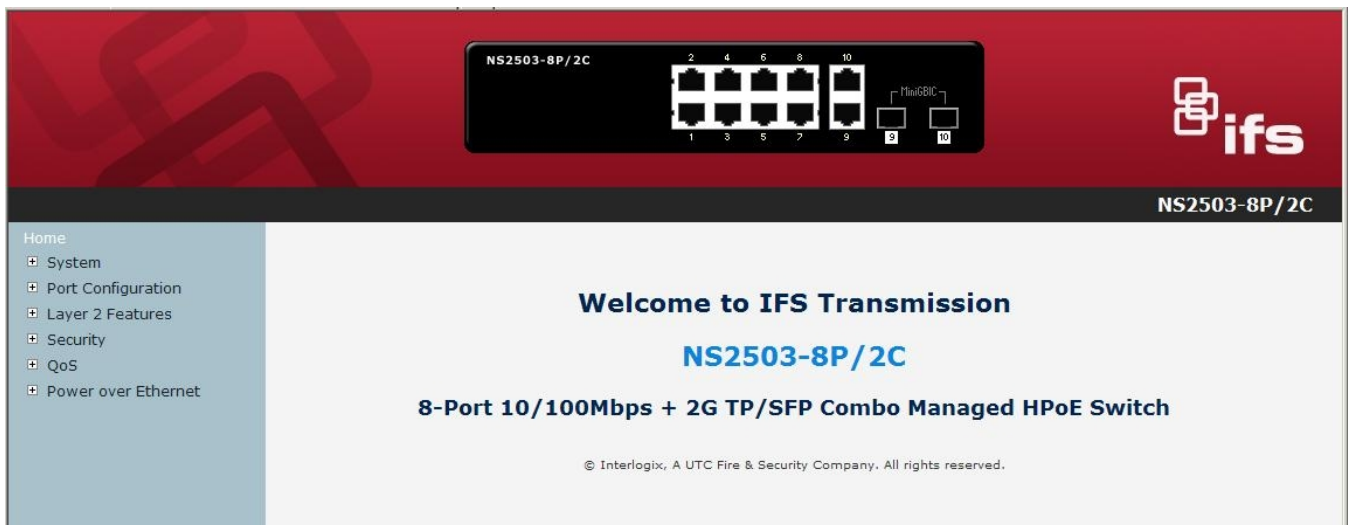 NS2503-8P/2C
2 4 6 8 10
MiniGBIC
1 3 5 7 9 9 10
ifs
NS2503-8P/2C
Home
System
Port Configuration
Layer 2 Features
Security
QoS
Power over Ethernet
Welcome to IFS Transmission
NS2503-8P/2C
8-Port 10/100Mbps + 2G TP/SFP Combo Managed HPoE Switch
© Interlogix, A UTC Fire & Security Company. All rights reserved.